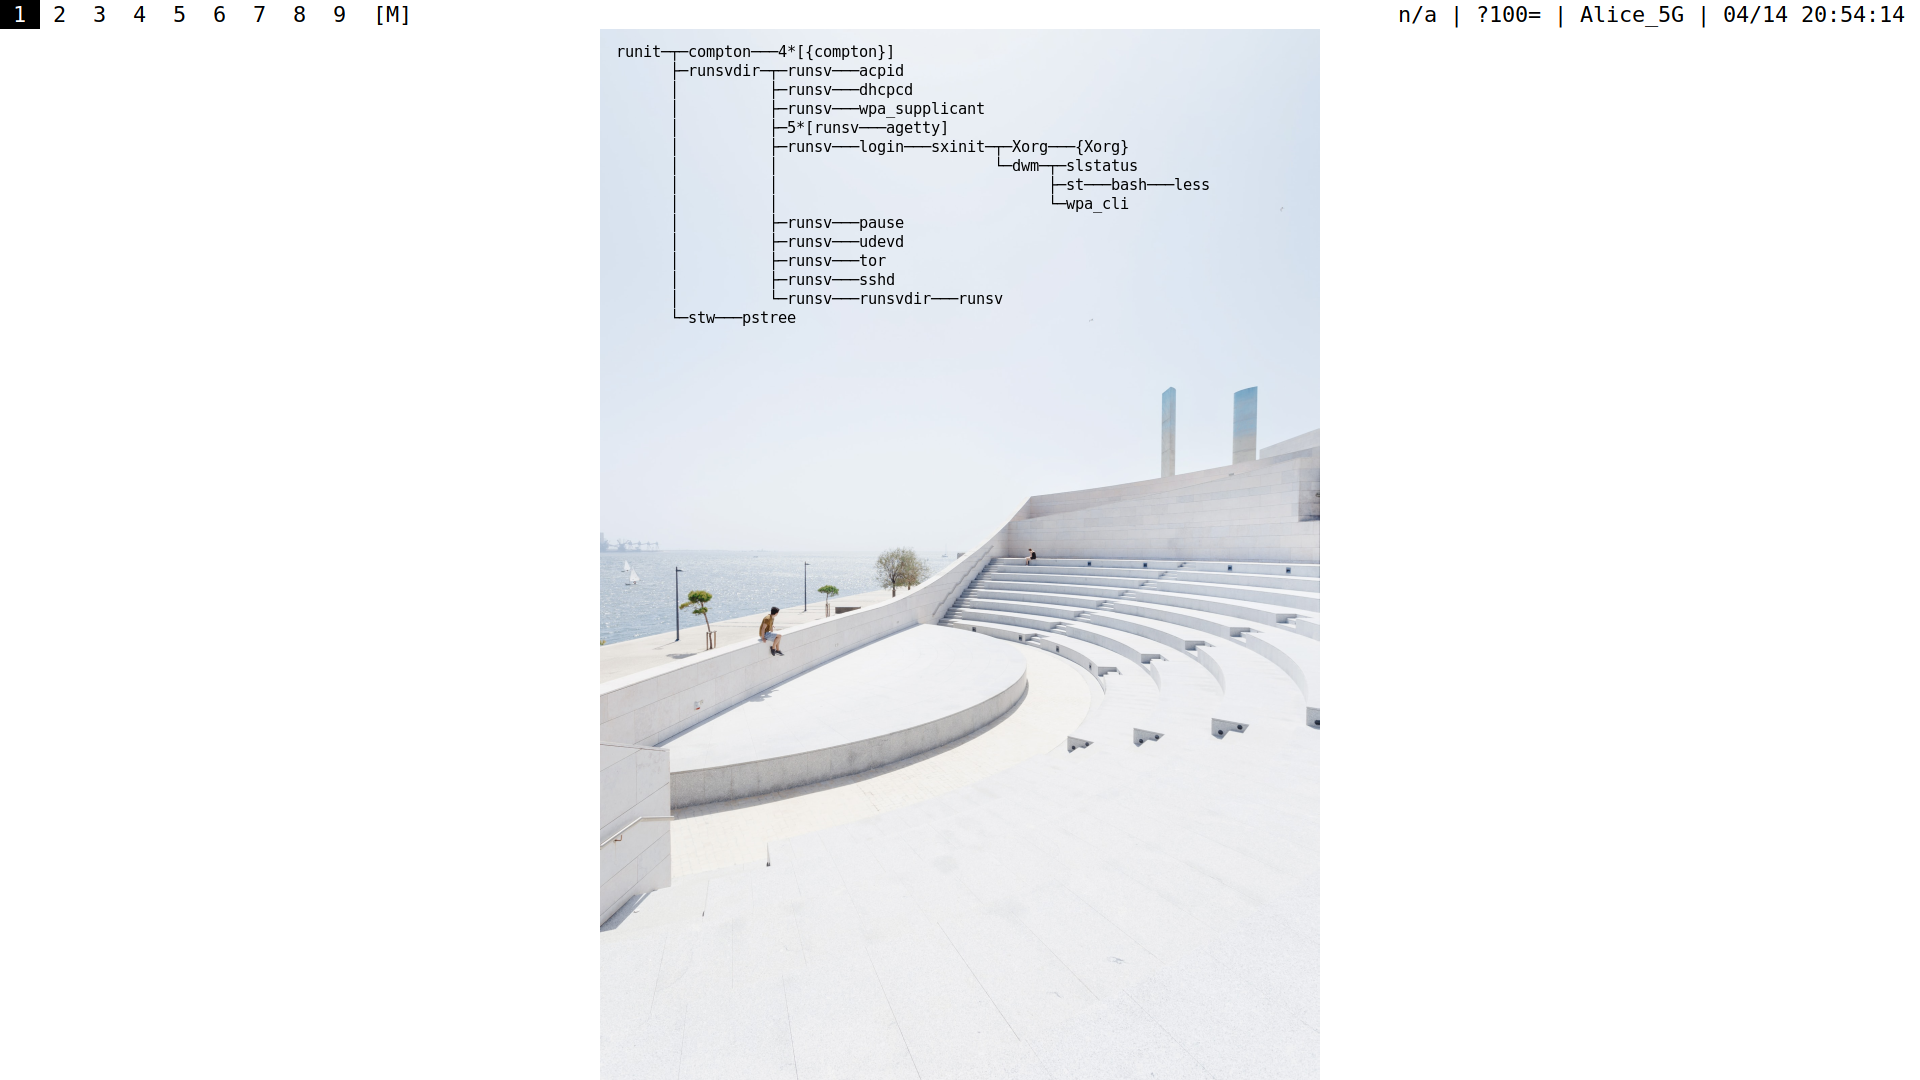 1 2 3 4 5 6 7 8 9 [M] n/a | ?100= | Alice_5G | 04/14 20:54:14
runit─┬─compton───4*[{compton}]
      ├─runsvdir─┬─runsv───acpid
      │          ├─runsv───dhcpcd
      │          ├─runsv───wpa_supplicant
      │          ├─5*[runsv───agetty]
      │          ├─runsv───login───sxinit─┬─Xorg───{Xorg}
      │          │                        └─dwm─┬─slstatus
      │          │                              ├─st───bash───less
      │          │                              └─wpa_cli
      │          ├─runsv───pause
      │          ├─runsv───udevd
      │          ├─runsv───tor
      │          ├─runsv───sshd
      │          └─runsv───runsvdir───runsv
      └─stw───pstree